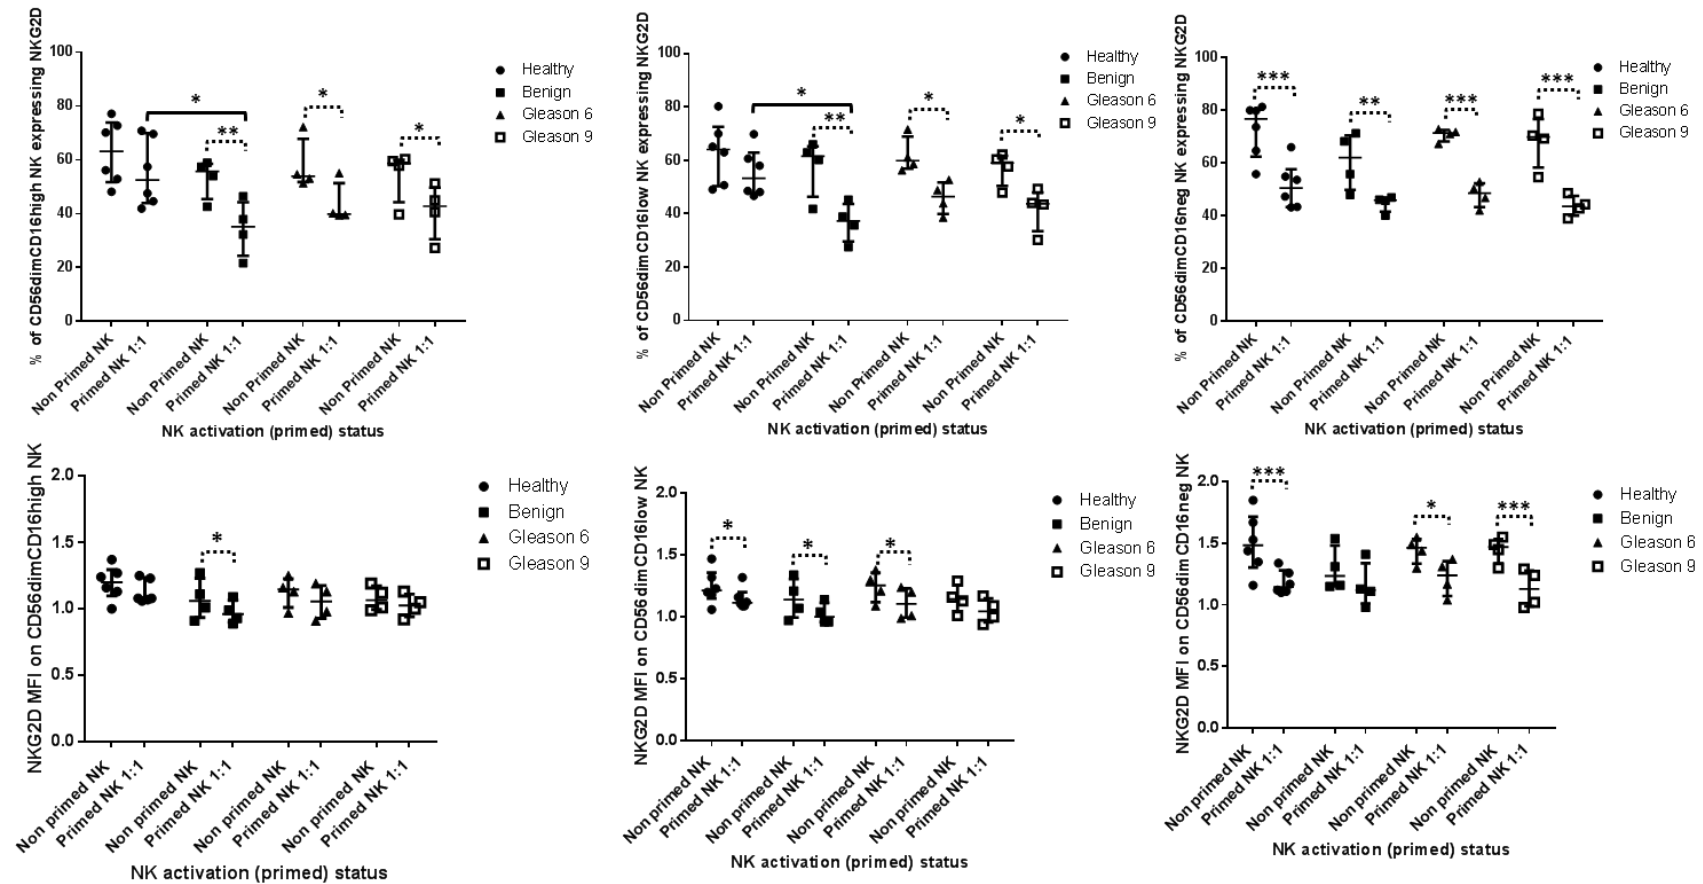 % of CD56dimCD16high NK expressing NKG2D
100
80
60
40
20
0
*
**
*
*
Healthy
Benign
Gleason 6
Gleason 9
Non Primed NK
Primed NK 1:1
Non Primed NK
Primed NK 1:1
Non Primed NK
Primed NK 1:1
Non Primed NK
Primed NK 1:1
NK activation (primed) status
% of CD56dimCD16low NK expressing NKG2D
100
80
60
40
20
0
*
**
*
*
Healthy
Benign
Gleason 6
Gleason 9
Non Primed NK
Primed NK 1:1
Non Primed NK
Primed NK 1:1
Non Primed NK
Primed NK 1:1
Non Primed NK
Primed NK 1:1
NK activation (primed) status
% of CD56dimCD16neg NK expressing NKG2D
100
80
60
40
20
0
***
**
***
***
Healthy
Benign
Gleason 6
Gleason 9
Non Primed NK
Primed NK 1:1
Non Primed NK
Primed NK 1:1
Non Primed NK
Primed NK 1:1
Non Primed NK
Primed NK 1:1
NK activation (primed) status
NKG2D MFI on CD56dimCD16high NK
2.0
1.5
1.0
0.5
0.0
*
Healthy
Benign
Gleason 6
Gleason 9
Non primed NK
Primed NK 1:1
Non primed NK
Primed NK 1:1
Non primed NK
Primed NK 1:1
Non primed NK
Primed NK 1:1
NK activation (primed) status
NKG2D MFI on CD56 dimCD16low NK
2.0
1.5
1.0
0.5
0.0
*
*
*
Healthy
Benign
Gleason 6
Gleason 9
Non primed NK
Primed NK 1:1
Non primed NK
Primed NK 1:1
Non primed NK
Primed NK 1:1
Non primed NK
Primed NK 1:1
NK activation (primed) status
NKG2D MFI on CD56dimCD16neg NK
2.0
1.5
1.0
0.5
0.0
***
*
***
Healthy
Benign
Gleason 6
Gleason 9
Non primed NK
Primed NK 1:1
Non primed NK
Primed NK 1:1
Non primed NK
Primed NK 1:1
Non primed NK
Primed NK 1:1
NK activation (primed) status